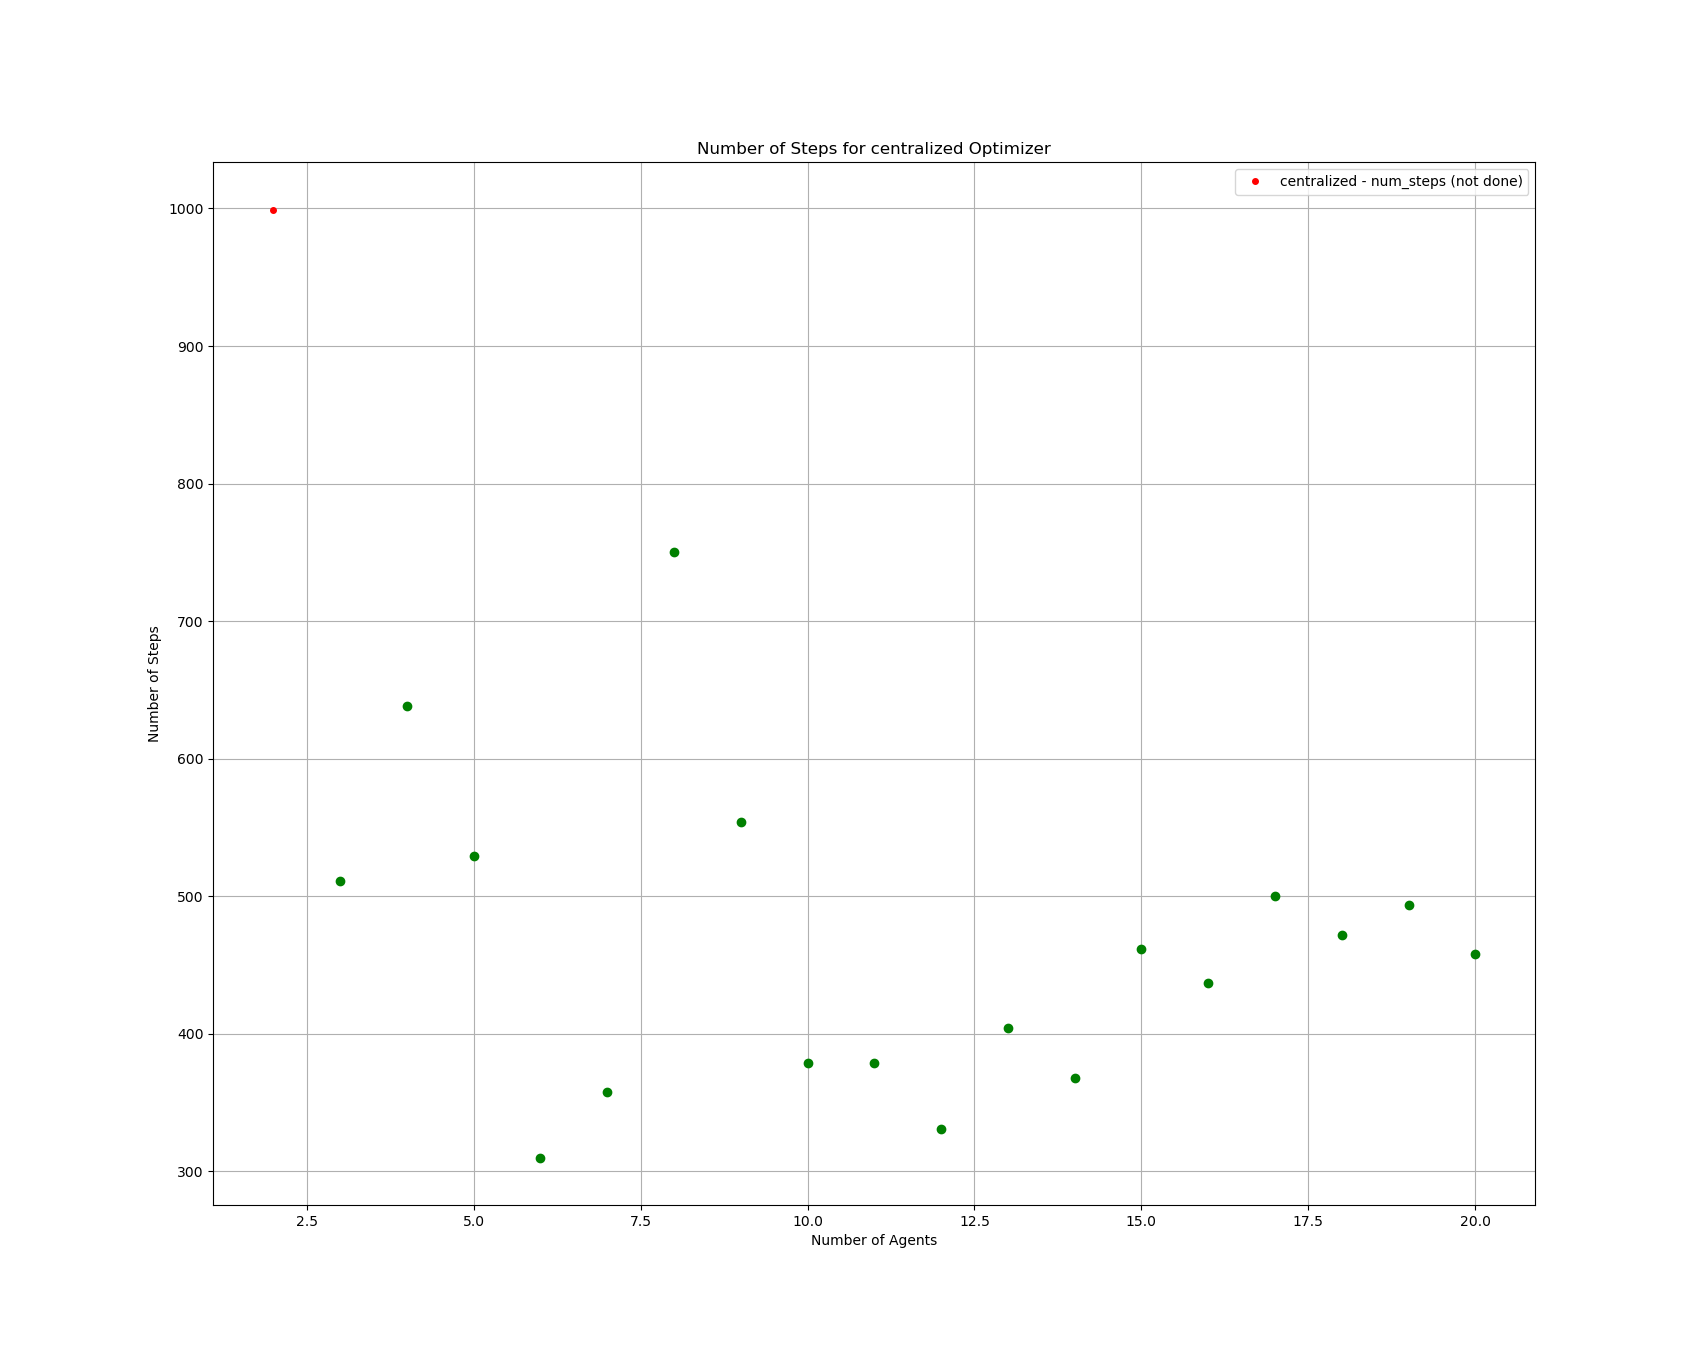 Number of Steps for centralized Optimizer
centralized - num_steps (not done)
1000
900
800
700
600
500
400
300
Number of Steps
2.5 5.0 7.5 10.0 12.5 15.0 17.5 20.0
Number of Agents